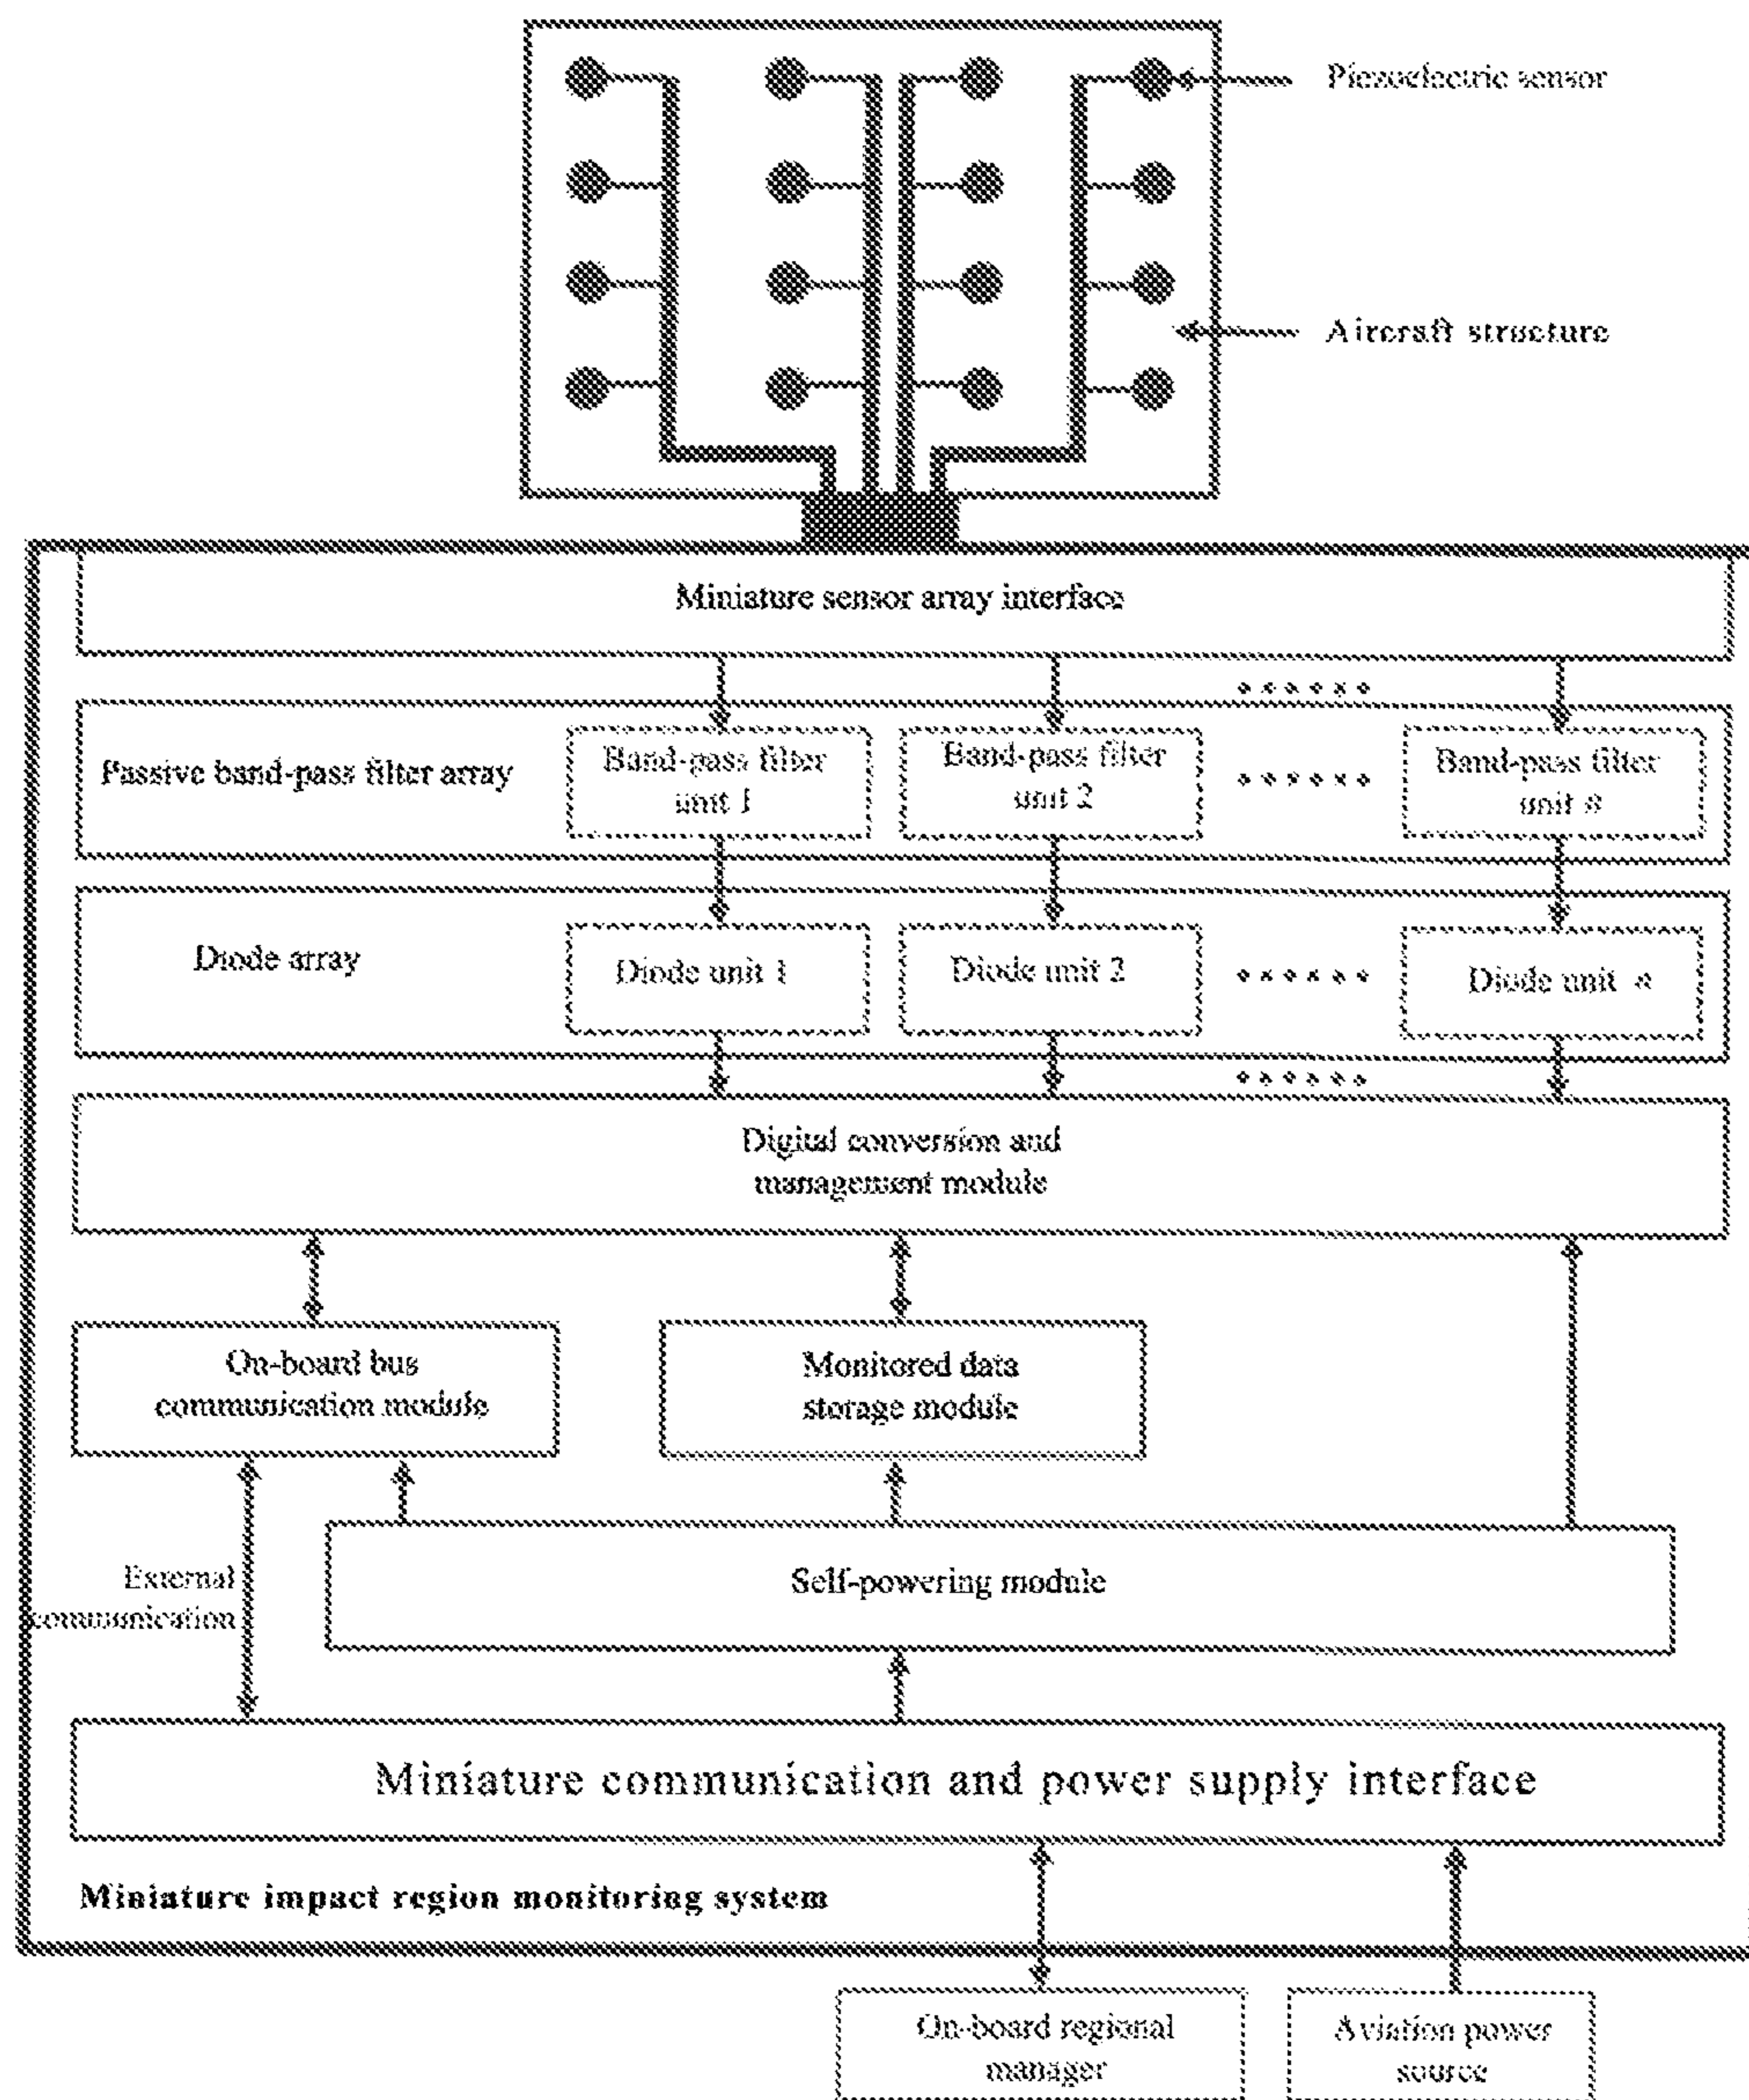 Piezoelectric sensor
Aircraft structure
Miniature sensor array interface
Passive band-pass filter array
Band-pass filter
unit 1
Band-pass filter
unit 2
Band-pass filter
unit n
Diode array
Diode unit 1
Diode unit 2
Diode unit n
Digital conversion and
management module
On-board bus
communication module
Monitored data
storage module
External
communication
Self-powering module
Miniature communication and power supply interface
Miniature impact region monitoring system
On-board regional
manager
Aviation power
source